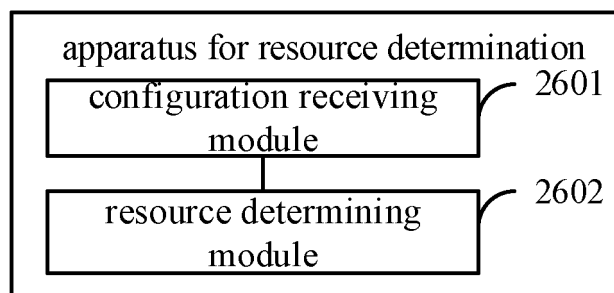 apparatus for resource determination
configuration receiving
module
2601
resource determining
module
2602